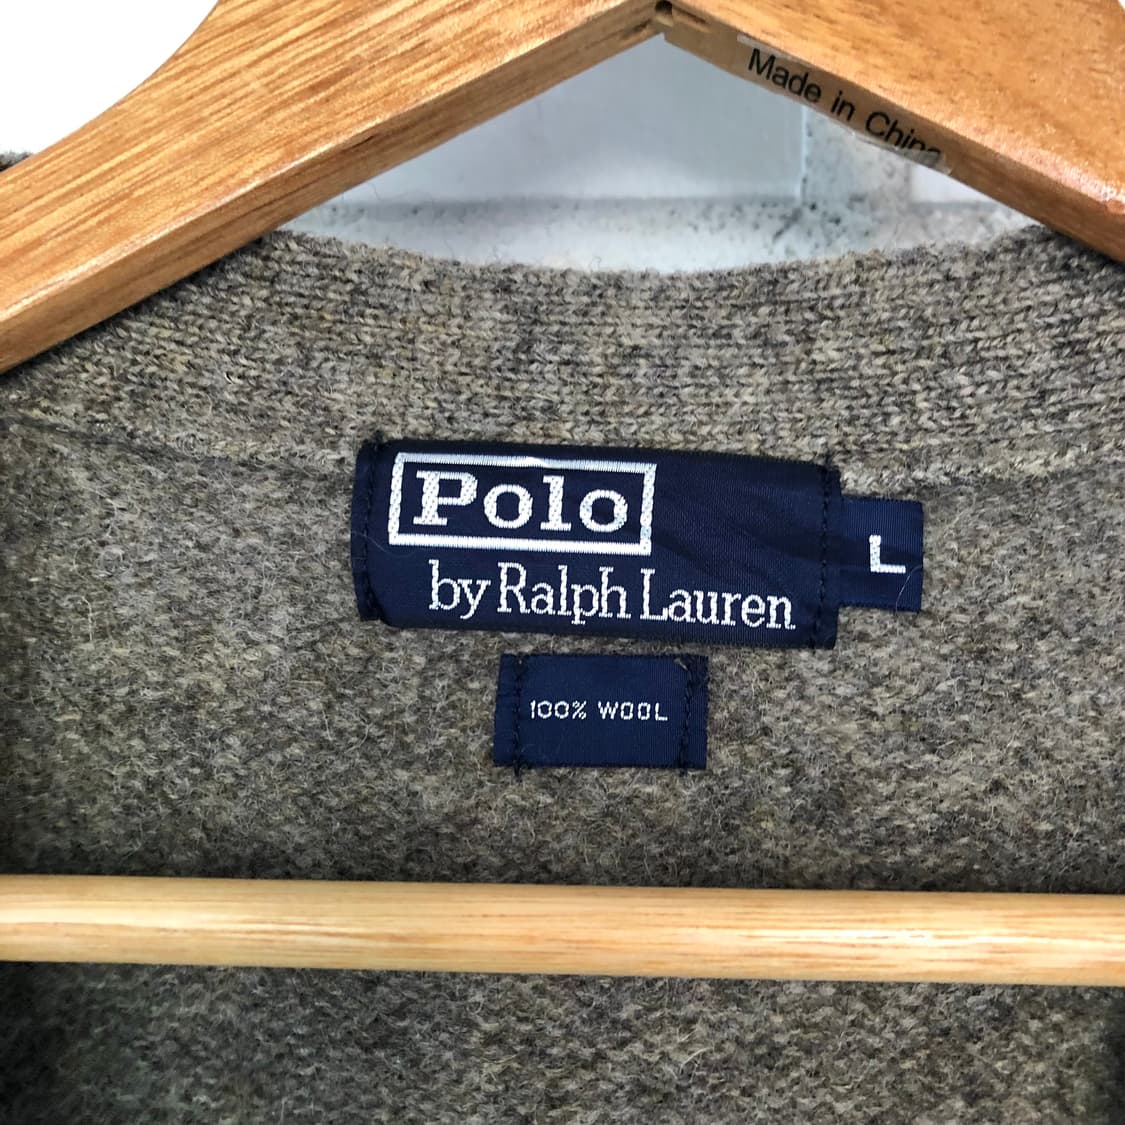 Made in China
Polo
by Ralph Lauren
L
100% WOOL